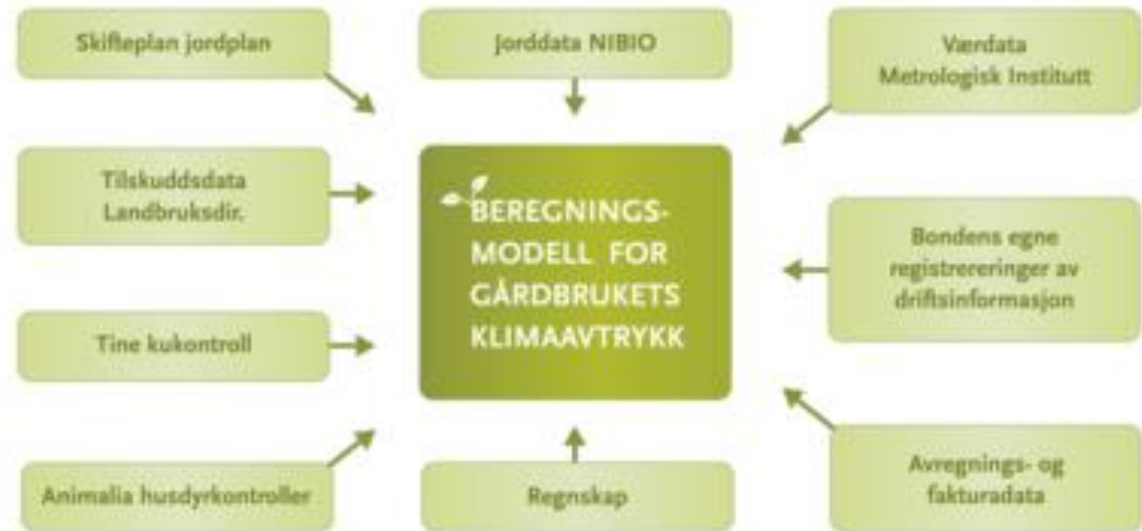 Skifteplan jordplan
Jorddata NIBIO
Værdata
Metrologisk Institutt
Tilskuddsdata
Landbruksdir.
BEREGNINGS-
MODELL FOR
GÅRDBRUKETS
KLIMAAVTRYKK
Bondens egne
registrereringer av
driftsinformasjon
Tine kukontroll
Animalia husdyrkontroller
Regnskap
Avregnings- og
fakturadata